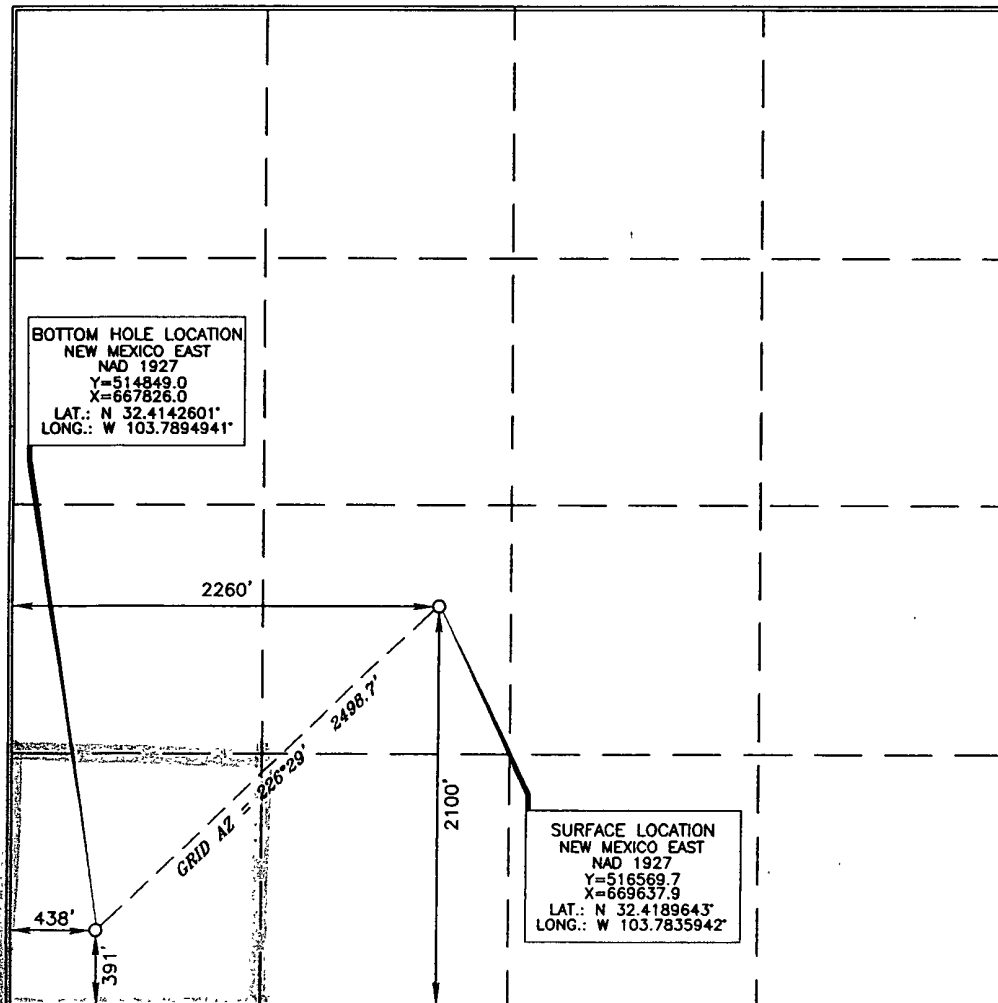 BOTTOM HOLE LOCATION
NEW MEXICO EAST
NAD 1927
Y=514849.0
X=667826.0
LAT.: N 32.4142601°
LONG.: W 103.7894941°
2260'
2498.7'
GRID AZ = 226°29'
2100'
SURFACE LOCATION
NEW MEXICO EAST
NAD 1927
Y=516569.7
X=669637.9
LAT.: N 32.4189643°
LONG.: W 103.7835942°
438'
391'